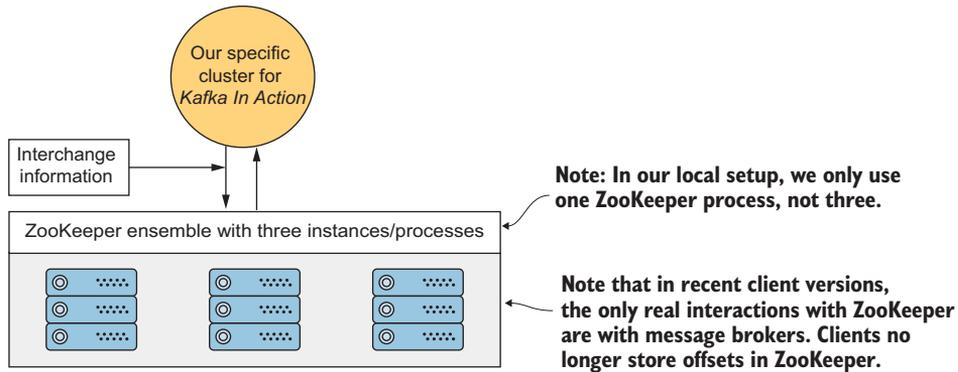 Our specific
cluster for
Kafka In Action
Interchange
information
Note: In our local setup, we only use
one ZooKeeper process, not three.
ZooKeeper ensemble with three instances/processes
Note that in recent client versions,
the only real interactions with ZooKeeper
are with message brokers. Clients no
longer store offsets in ZooKeeper.